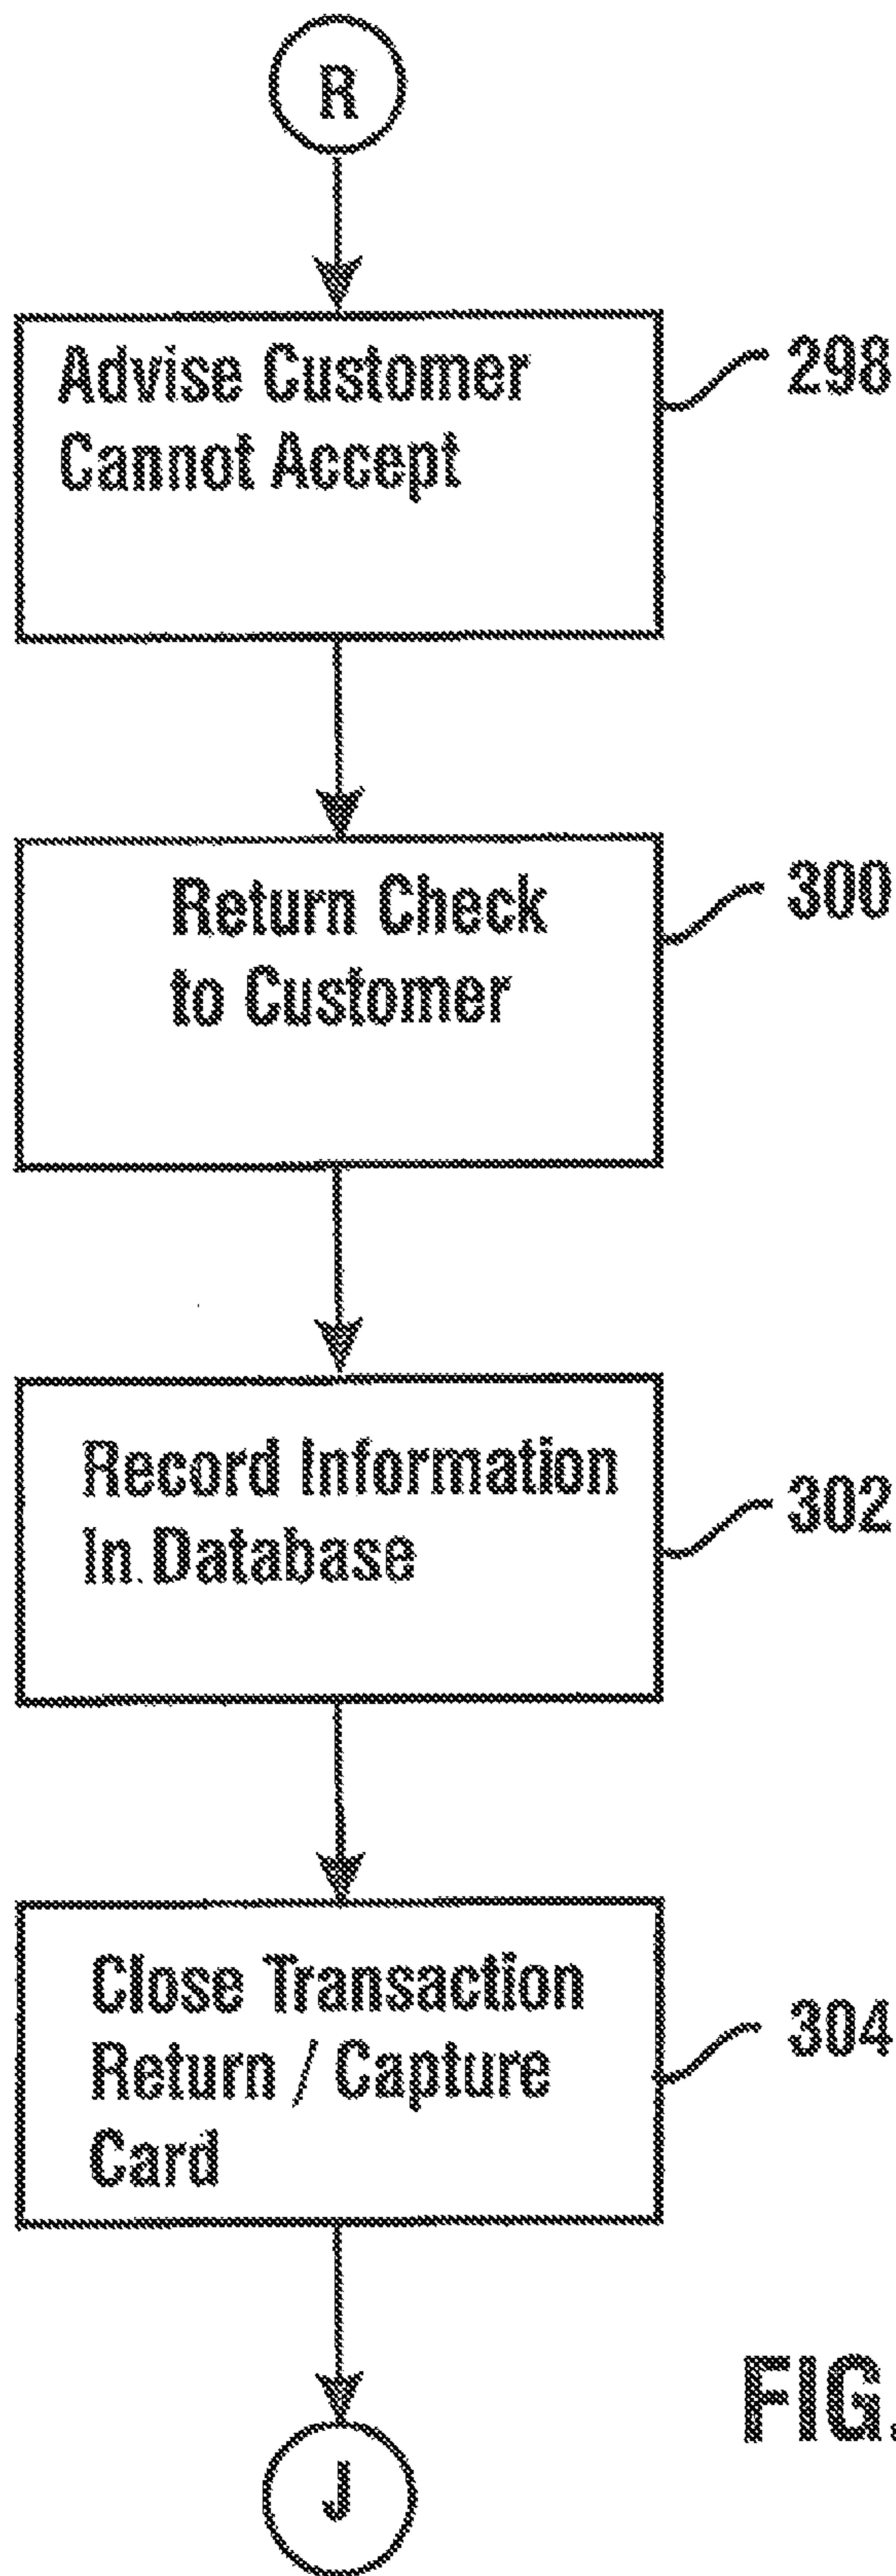 R
Advise Customer
Cannot Accept
298
Return Check
to Customer
300
Record Information
In Database
302
Close Transaction
Return / Capture
Card
304
FIG.
J